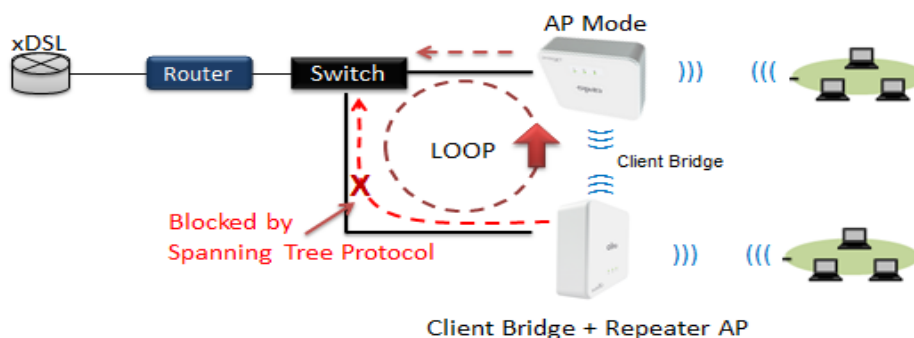 AP Mode
xDSL
Router
Switch
LOOP
Client Bridge
Blocked by
Spanning Tree Protocol
X
Client Bridge + Repeater AP